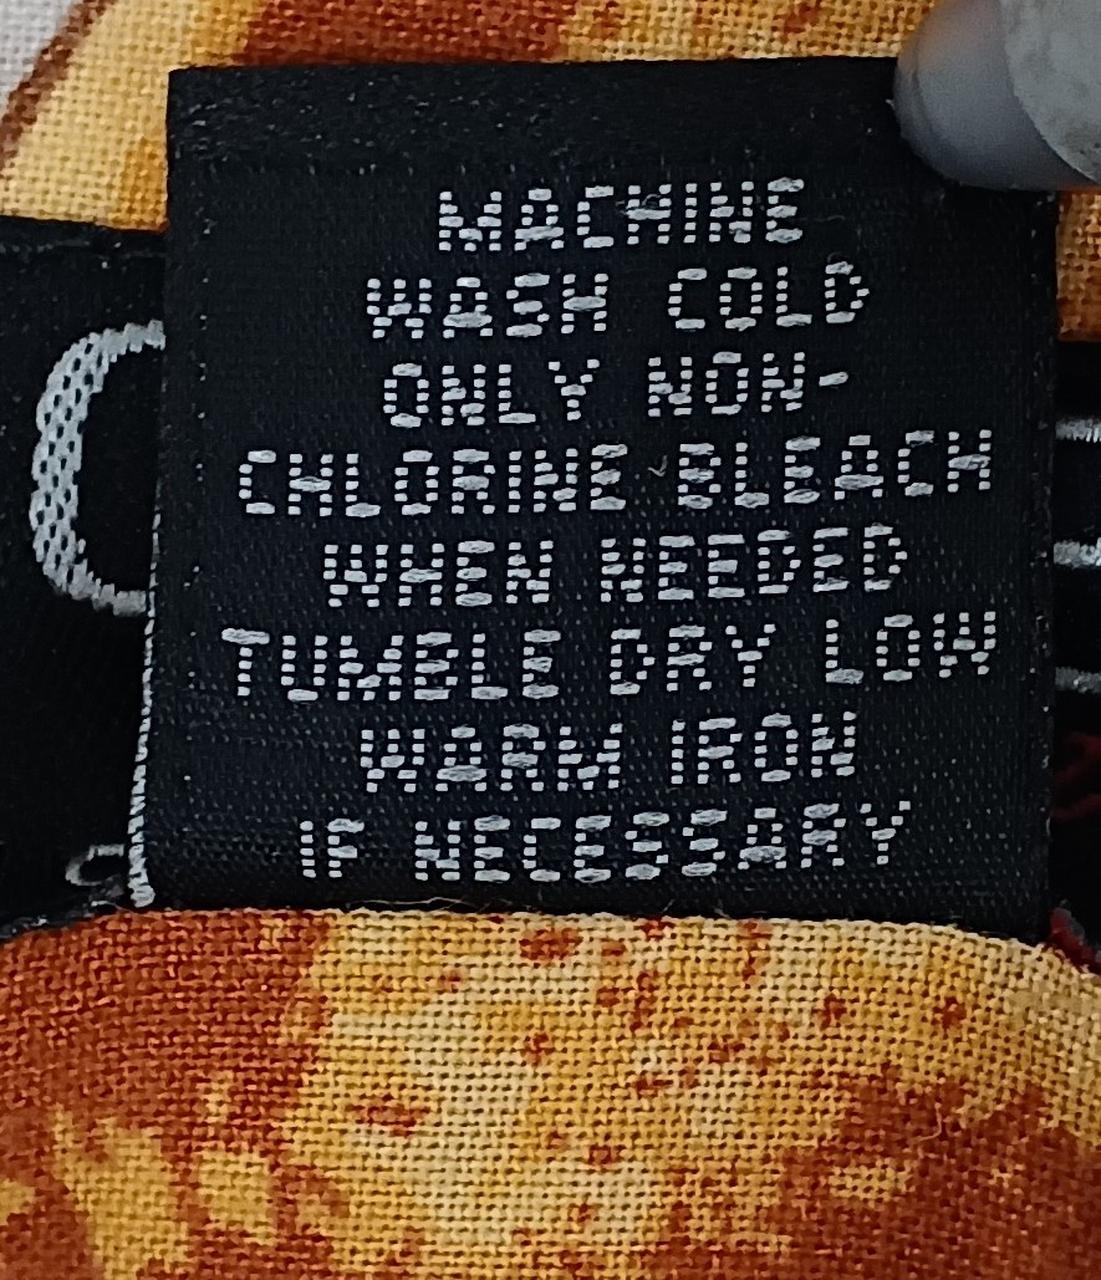 MACHINE
WASH COLD
ONLY NON-
CHLORINE BLEACH
WHEN NEEDED
TUMBLE DRY LOW
WARM IRON
IF NECESSARY